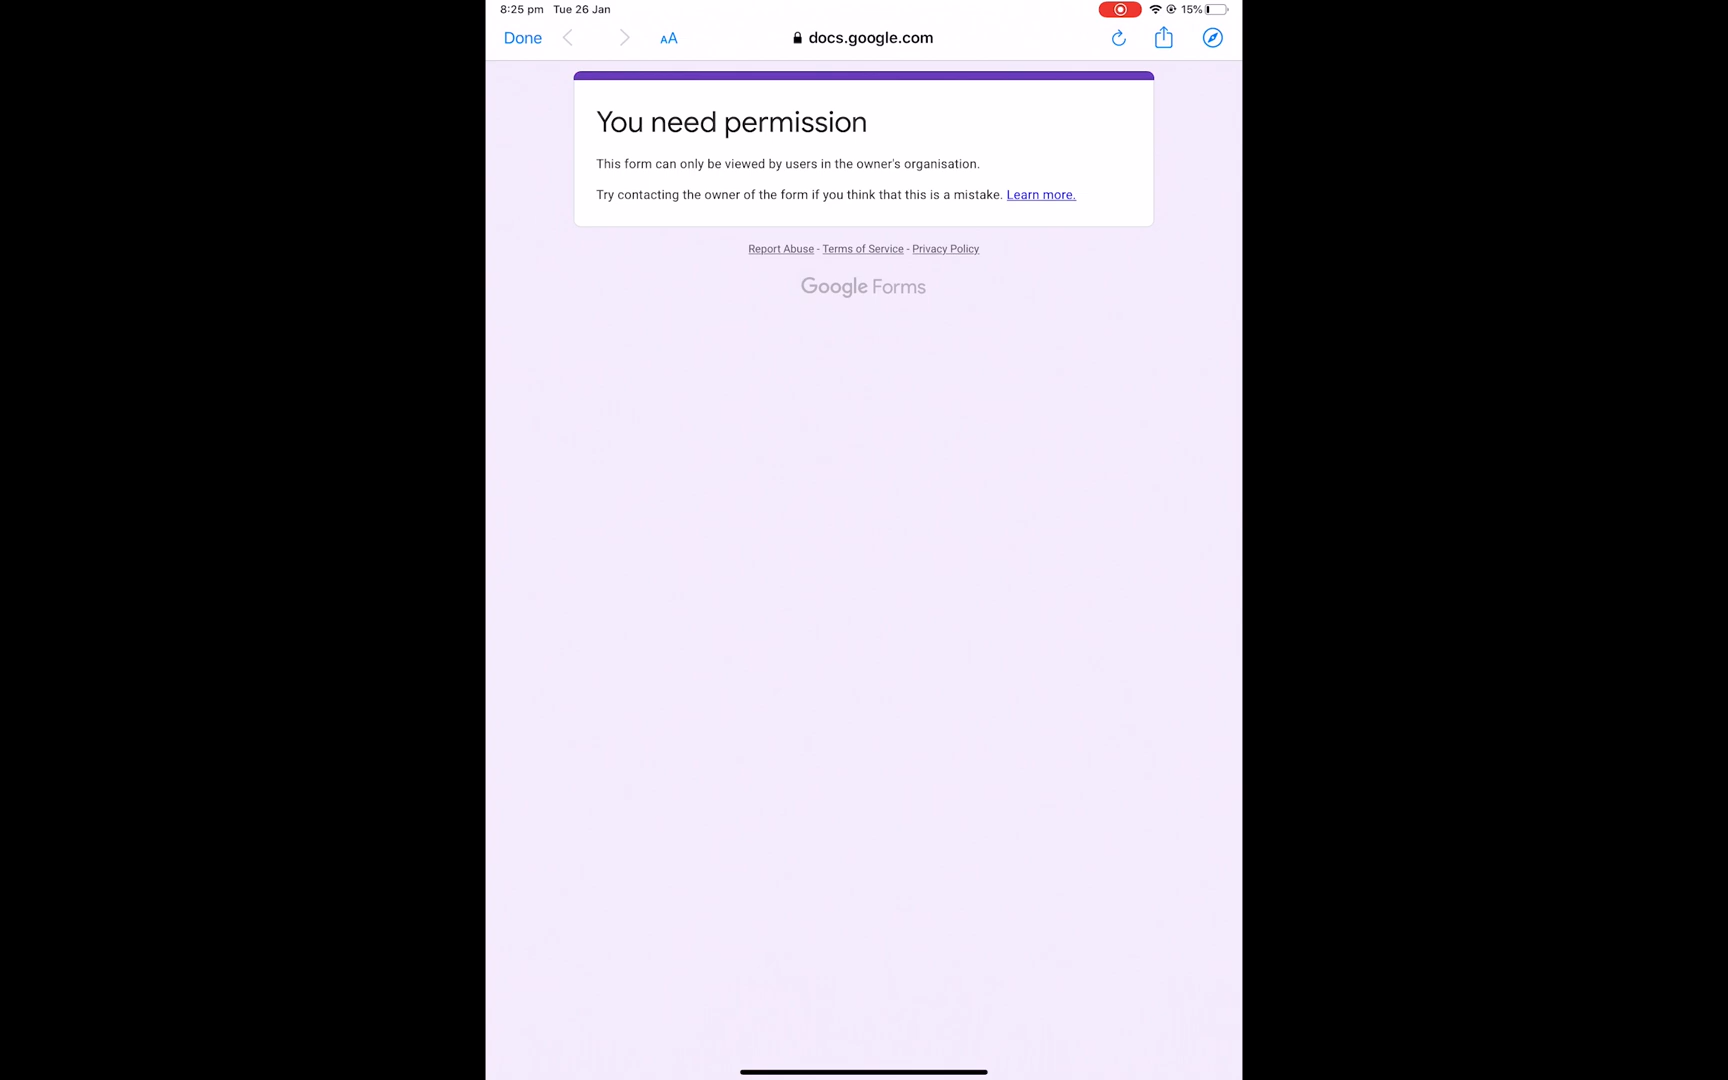 8:25 pm Tue 26 Jan 15%
Done AA docs.google.com
You need permission
This form can only be viewed by users in the owner's organisation.
Try contacting the owner of the form if you think that this is a mistake. Learn more.
Report Abuse - Terms of Service - Privacy Policy
Google Forms